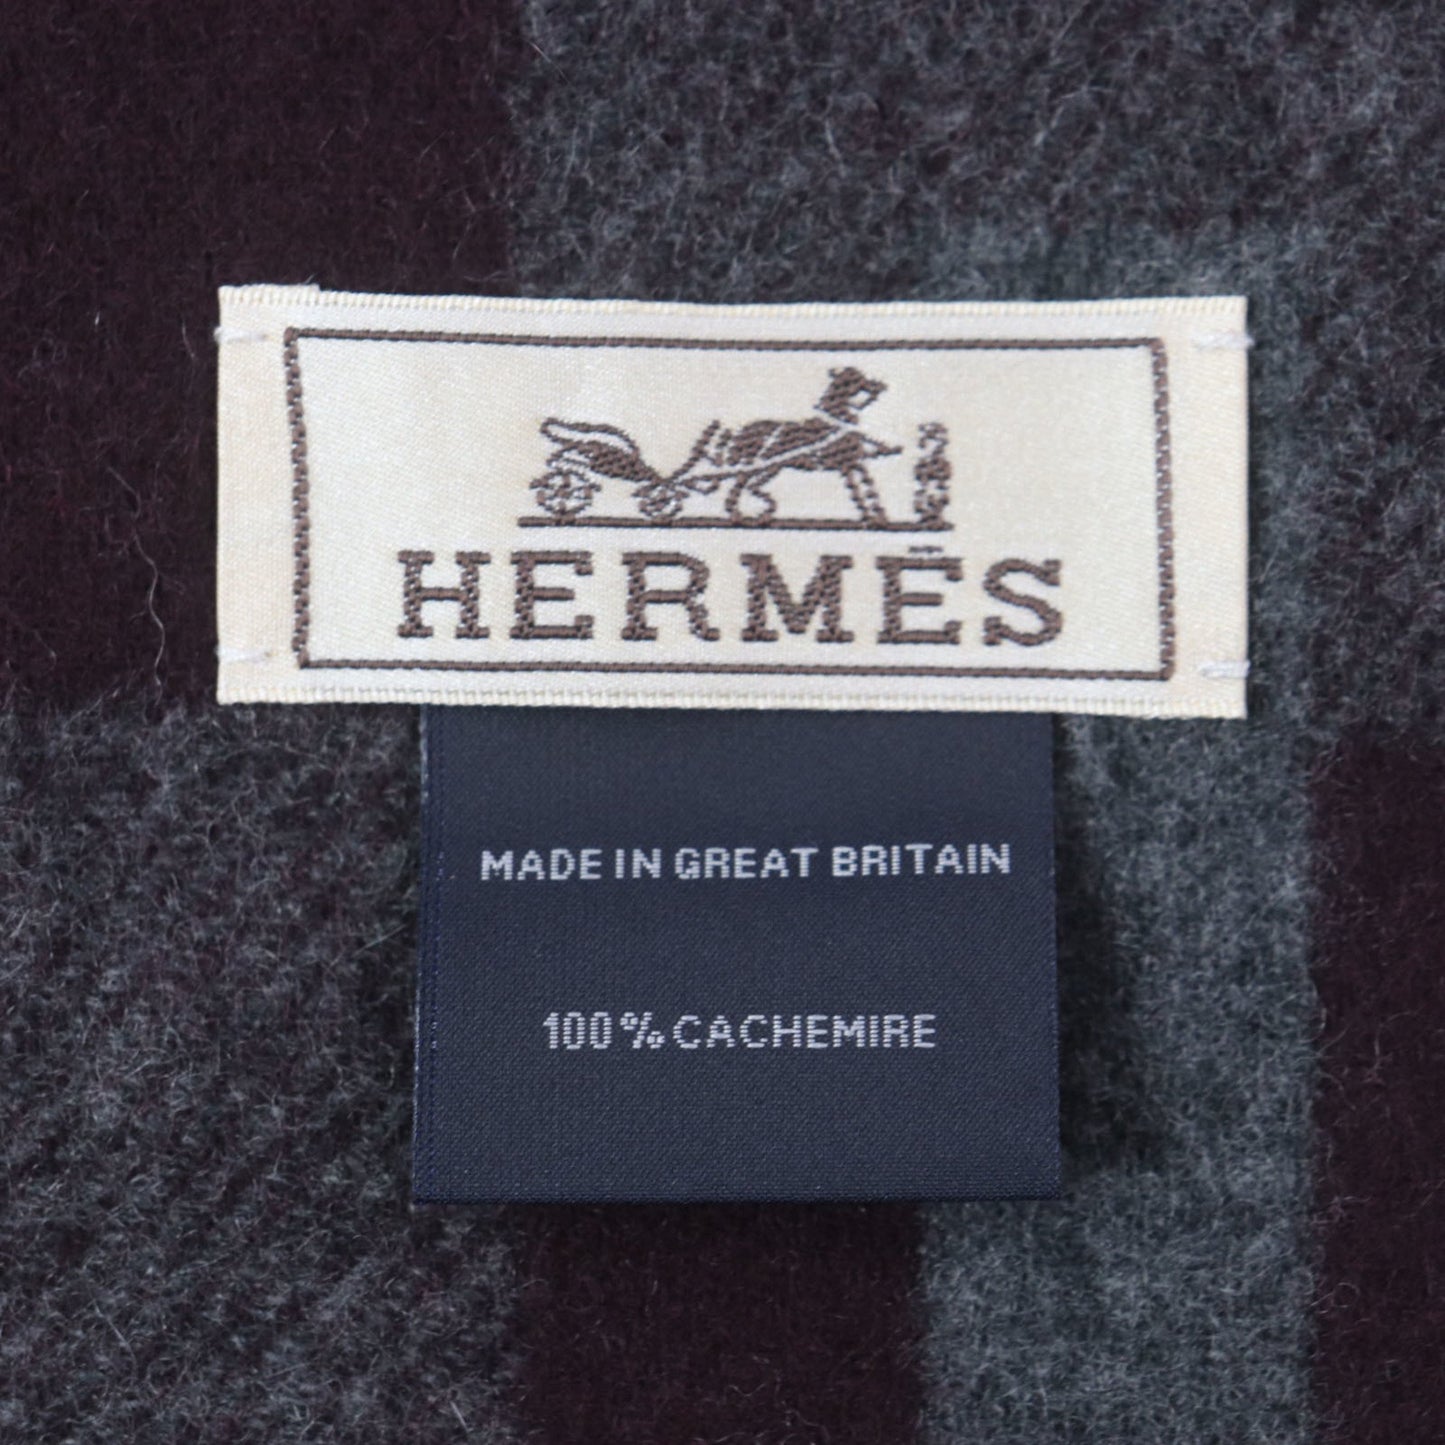 HERMÈS
MADE IN GREAT BRITAIN
100% CACHEMIRE